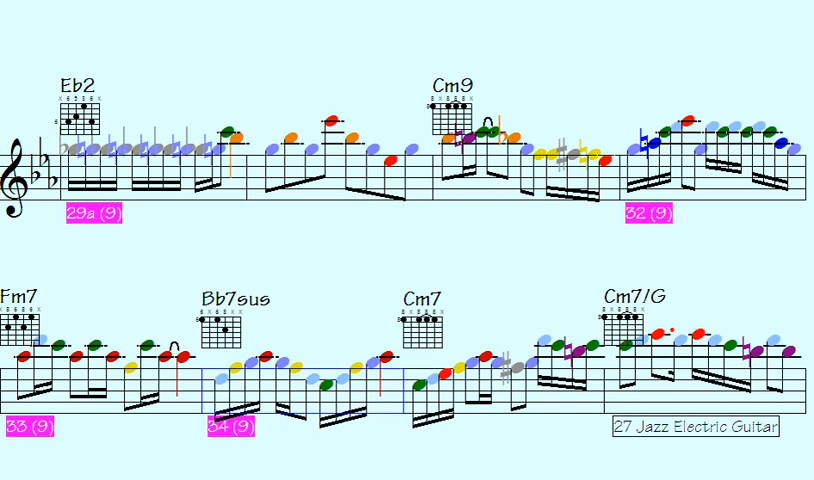 Eb2 Cm9
29a (9) 32 (9)
Fm7 Bb7sus Cm7 Cm7/G
33 (9) 34 (9) 27 Jazz Electric Guitar